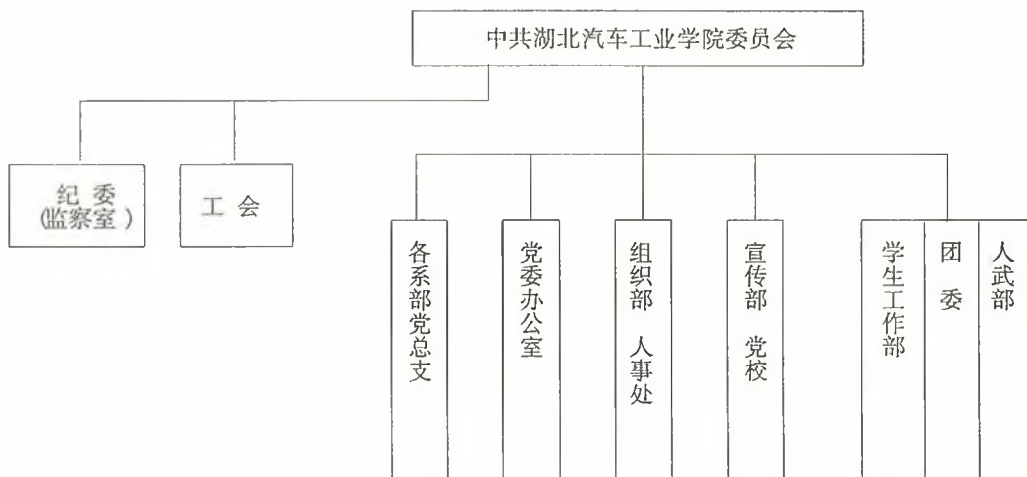 中共湖北汽车工业学院委员会
纪委
(监察室)
工会
各系部党总支
党委办公室
组织部 人事处
宣传部 党校
学生工作部
团委
人武部